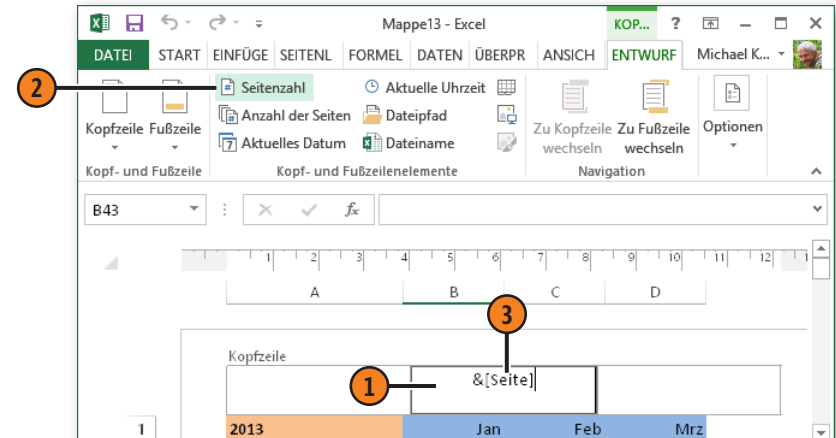 Mappe13 - Excel
KOP... ?
DATEI START EINFÜGE SEITENL FORMEL DATEN ÜBERPR ANSICH ENTWURF Michael K...
2
# Seitenzahl Aktuelle Uhrzeit
Kopfzeile Fußzeile # Anzahl der Seiten Dateipfad Zu Kopfzeile wechseln Zu Fußzeile wechseln Optionen
7 Aktuelles Datum Dateiname
Kopf- und Fußzeile Kopf- und Fußzeilenelemente Navigation
B43 fx
1 2 3 4 5 6 7 8 9 10 11 12 1
A B C D
3
Kopfzeile
1 &[Seite]
1 2013 Jan Feb Mrz